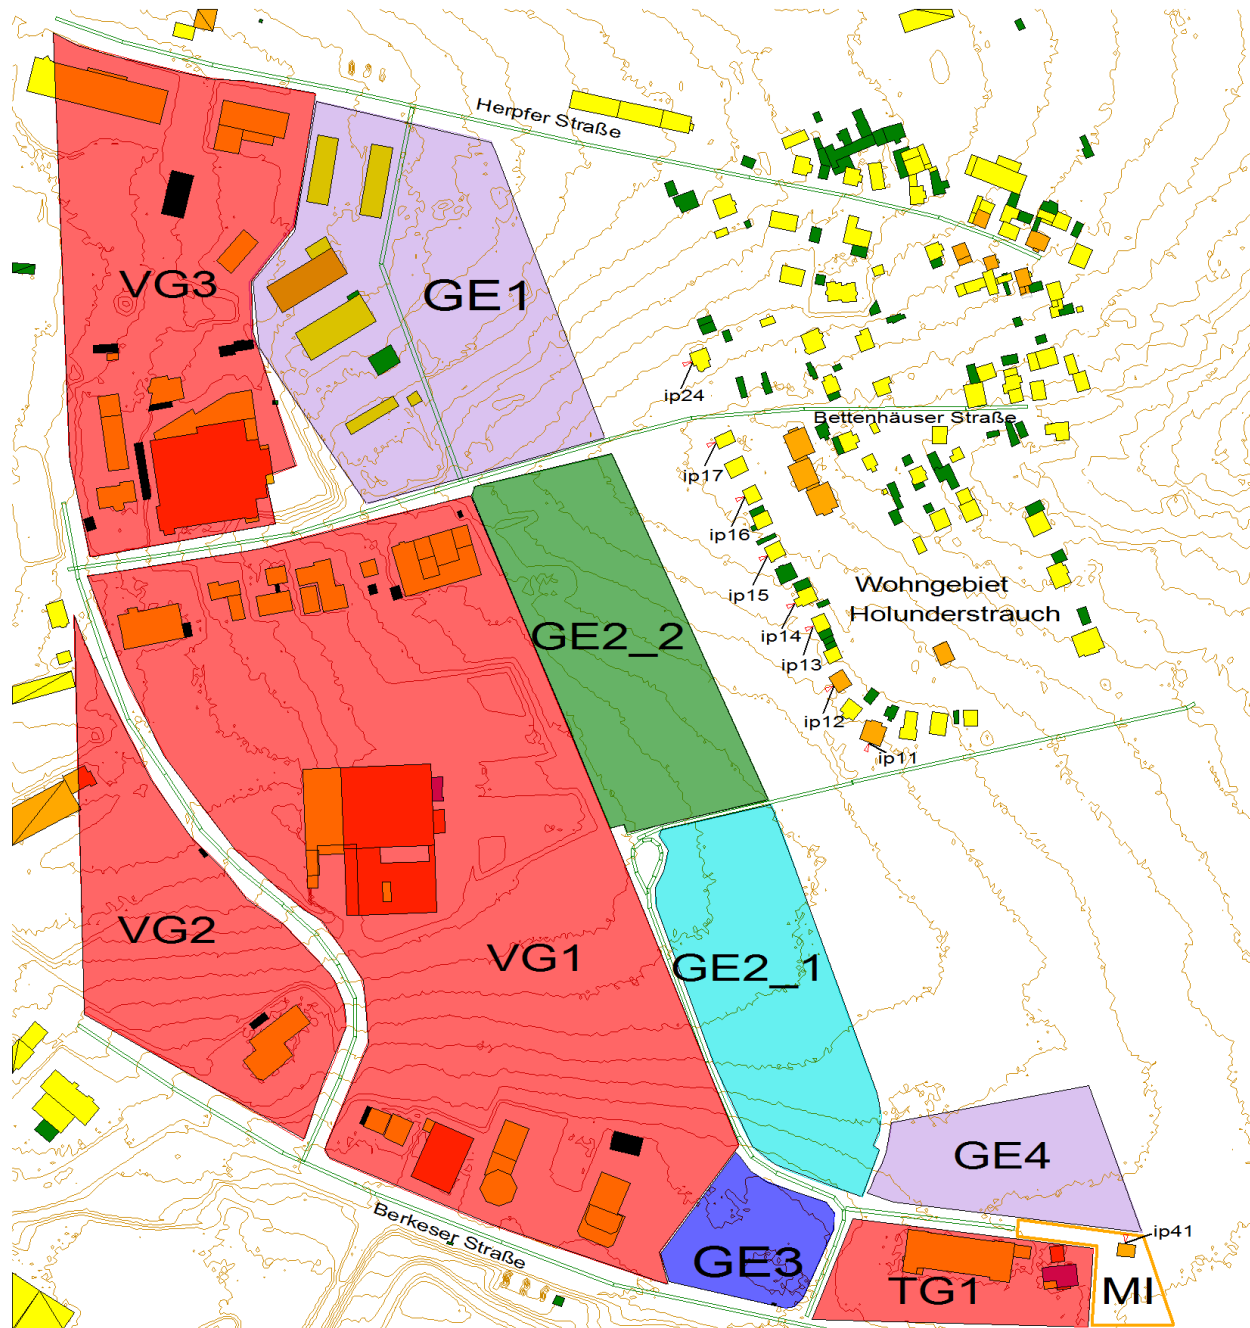 Herpfer Straße
VG3
GE1
ip24
Bettenhäuser Straße
ip17
ip16
ip15
Wohngebiet
Holunderstrauch
GE2_2
ip14
ip13
ip12
ip11
VG2
VG1
GE2_1
GE4
Berkeser Straße
ip41
GE3
TG1
MI